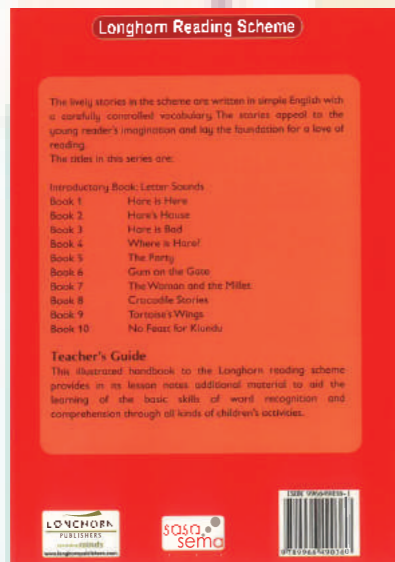 Longhorn Reading Scheme
The lively stories in the scheme are written in simple English with
a carefully controlled vocabulary. The stories appeal to the
young reader's imagination and lay the foundation for a love of
reading.
The titles in this series are:
Introductory Book: Letter Sounds
Book 1 Hare is Here
Book 2 Hare's House
Book 3 Hare is Bad
Book 4 Where is Hare?
Book 5 The Party
Book 6 Gum on the Gate
Book 7 The Woman and the Millet
Book 8 Crocodile Stories
Book 9 Tortoise's Wings
Book 10 No Feast for Kiundu
Teacher's Guide
This illustrated handbook to the Longhorn reading scheme
provides in its lesson notes additional material to aid the
learning of the basic skills of word recognition and
comprehension through all kinds of children's activities.
LONGHORN
PUBLISHERS
minds
www.longhornpublishers.com
sasa
sema
ISBN